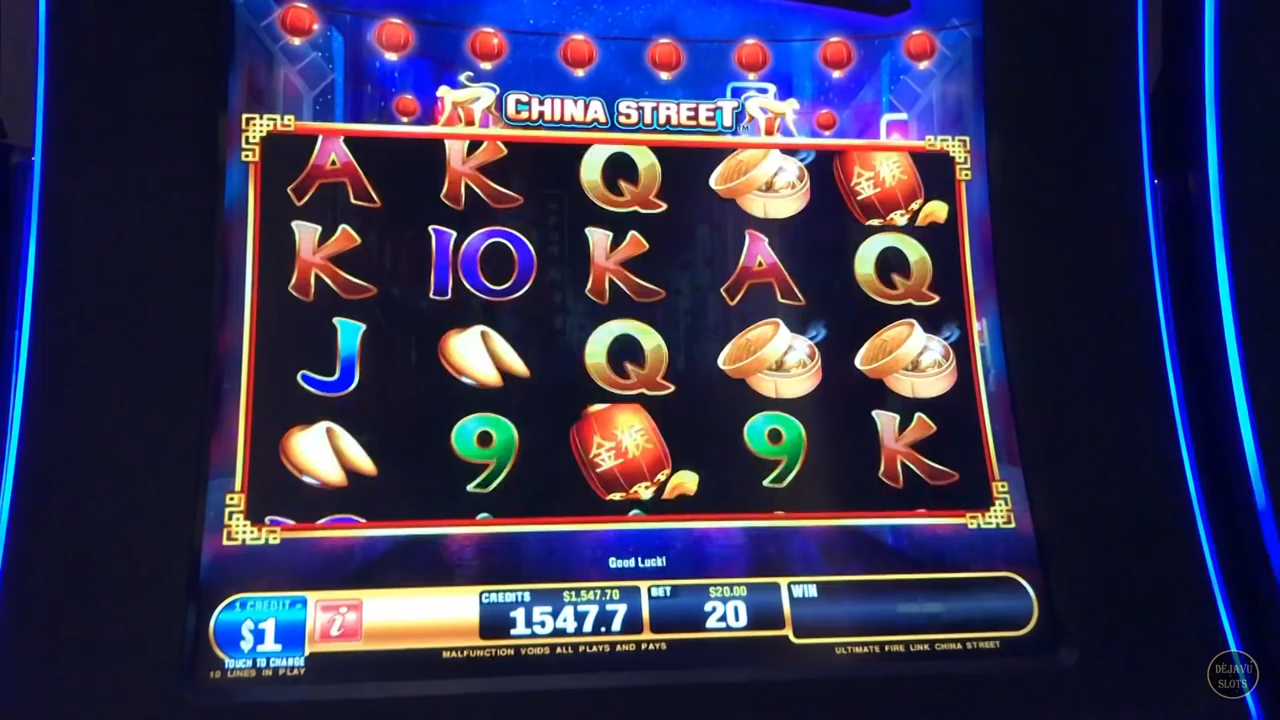 CHINA STREET™
A K Q 金猴
K 10 K A Q
J Q
9 金猴 9 K
Good Luck!
1 CREDIT =
$1
TOUCH TO CHANGE
10 LINES IN PLAY
i
CREDITS $1,547.70
1547.7
BET $20.00
20
WIN
MALFUNCTION VOIDS ALL PLAYS AND PAYS
ULTIMATE FIRE LINK CHINA STREET
DÉJAVÙ
SLOTS